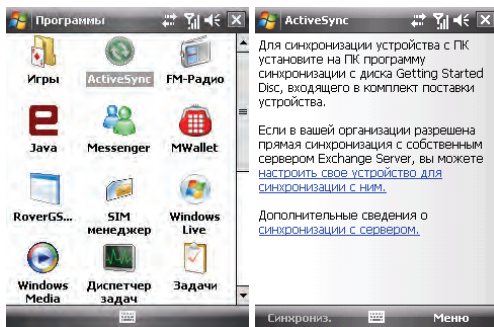 Программы
Игры
ActiveSync
FM-Радио
Java
Messenger
MWallet
RoverGS...
SIM
менеджер
Windows
Live
Windows
Media
Диспетчер
задач
Задачи
ActiveSync
Для синхронизации устройства с ПК
установите на ПК программу
синхронизации с диска Getting Started
Disc, входящего в комплект поставки
устройства.
Если в вашей организации разрешена
прямая синхронизация с собственным
сервером Exchange Server, вы можете
настроить свое устройство для
синхронизации с ним.
Дополнительные сведения о
синхронизации с сервером.
Синхрониз.
Меню